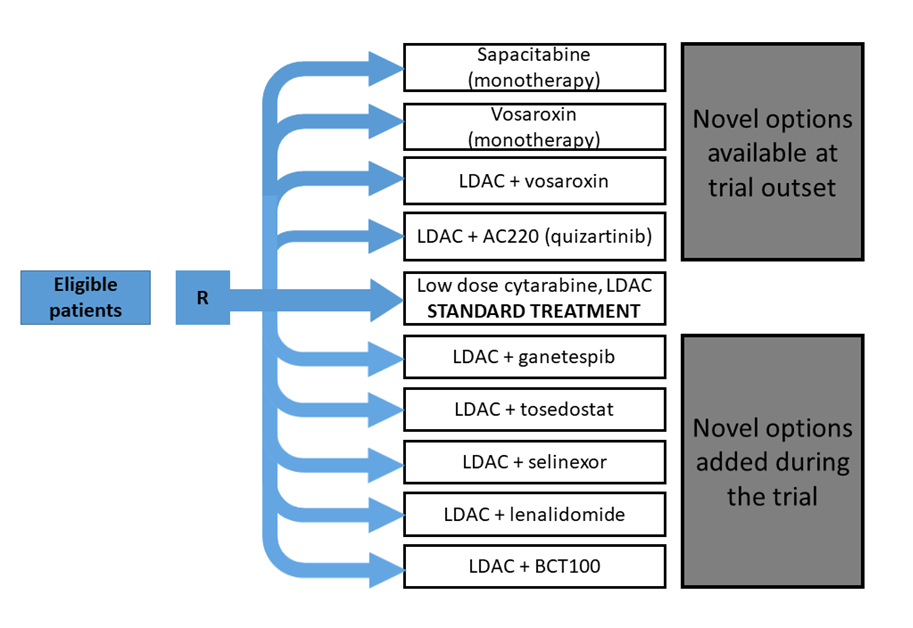 Sapacitabine
(monotherapy)
Vosaroxin
(monotherapy)
LDAC + vosaroxin
LDAC + AC220 (quizartinib)
Novel options
available at
trial outset
Eligible
patients
R
Low dose cytarabine, LDAC
STANDARD TREATMENT
LDAC + ganetespib
LDAC + tosedostat
LDAC + selinexor
LDAC + lenalidomide
LDAC + BCT100
Novel options
added during
the trial